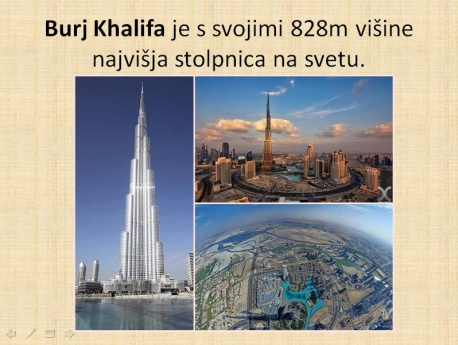 Burj Khalifa je s svojimi 828m višine
najvišja stolpnica na svetu.